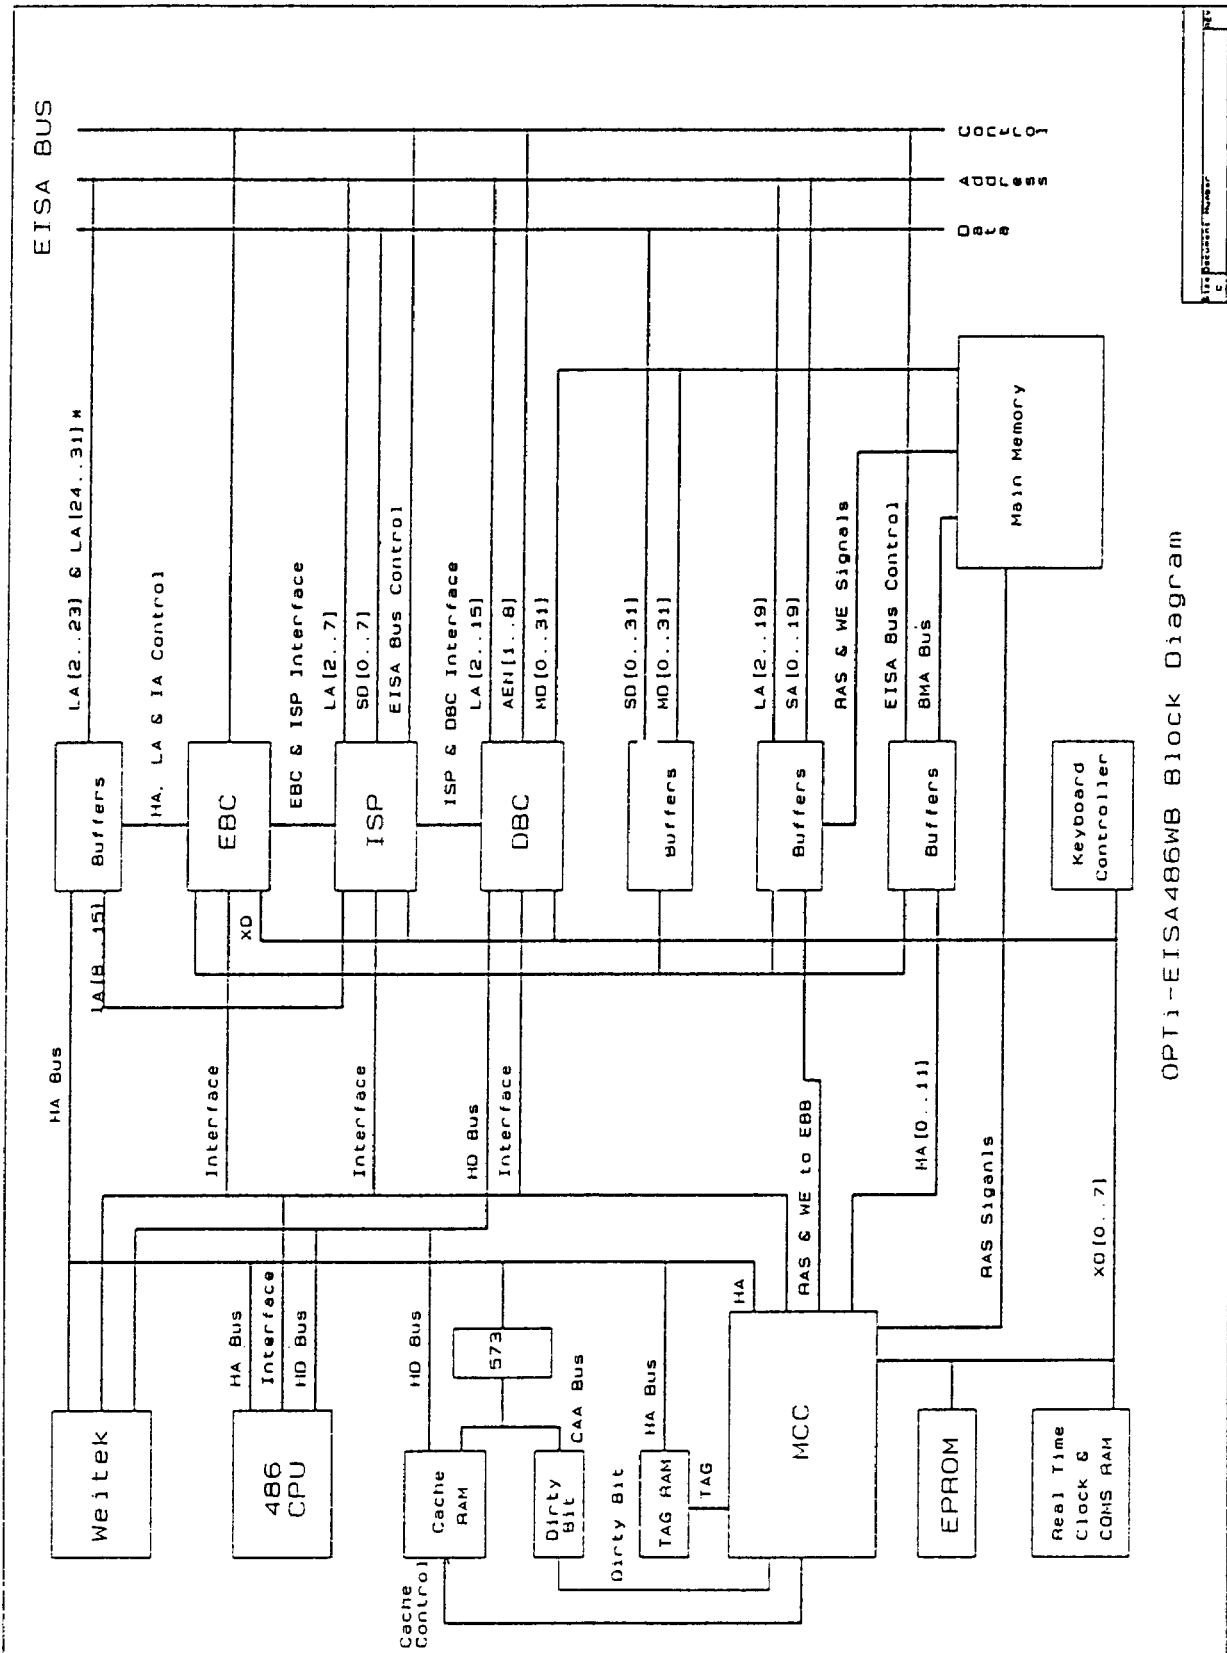 EISA BUS
LA[2..23] & LA[24..31]*
HA, LA & IA Control
EBC & ISP Interface
LA[2..7]
SD[0..7]
EISA Bus Control
ISP & DBC Interface
LA[2..15]
AEN[1..8]
MD[0..31]
SD[0..31]
MD[0..31]
LA[2..19]
SA[0..19]
RAS & WE Signals
EISA Bus Control
BMA Bus
Control
Address
Data
Main Memory
Buffers
EBC
ISP
DBC
Buffers
Buffers
Buffers
Keyboard
Controller
LA[8..15]
XD
HA Bus
Interface
Interface
HD Bus
Interface
RAS & WE to EBB
MA[0..11]
RAS Siganls
XD[0..7]
HA Bus
Interface
HD Bus
HD Bus
573
CAA Bus
HA Bus
HA
Weitek
486
CPU
Cache
RAM
Dirty
Bit
TAG RAM
TAG
MCC
EPROM
Real Time
Clock &
COMS RAM
Cache
Control
Dirty Bit
OPTi-EISA486WB Block Diagram
Size
Document Number
REV
C